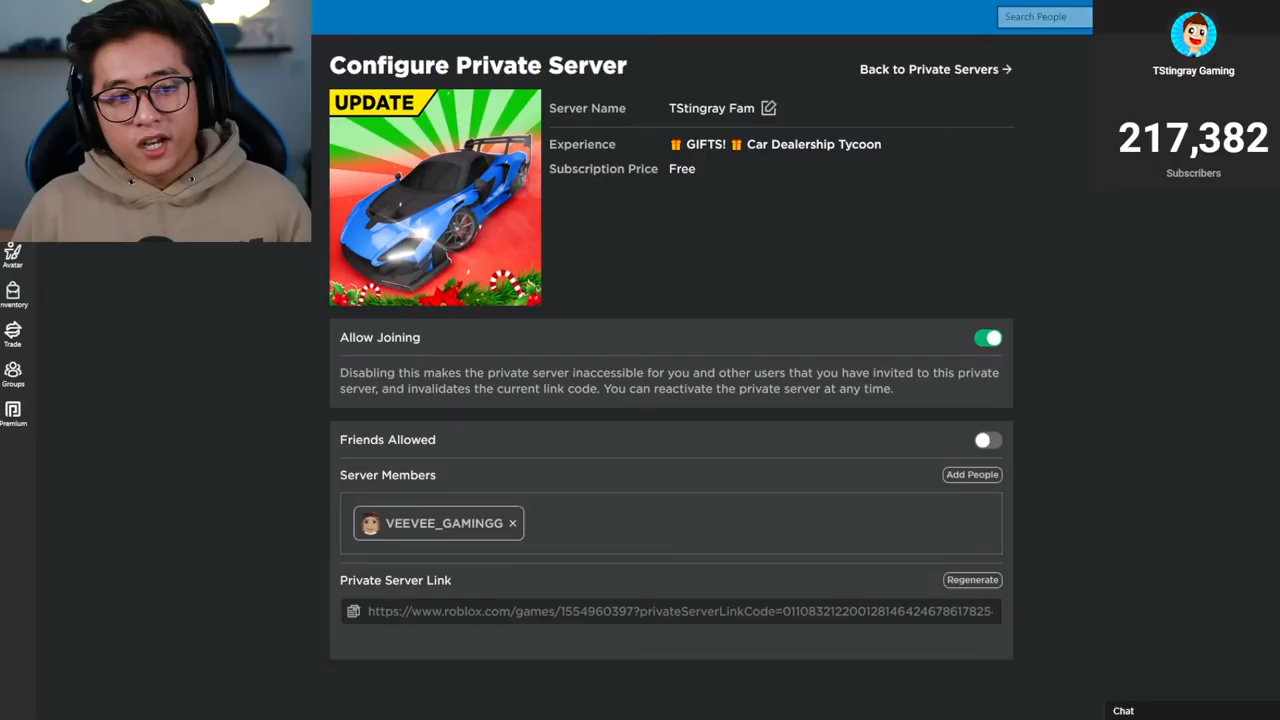 Search People
TStingray Gaming
217,382
Subscribers
Configure Private Server
Back to Private Servers →
UPDATE
Server Name TStingray Fam
Experience 🎁 GIFTS! 🎁 Car Dealership Tycoon
Subscription Price Free
Avatar
nventory
Trade
Groups
Premium
Allow Joining
Disabling this makes the private server inaccessible for you and other users that you have invited to this private
server, and invalidates the current link code. You can reactivate the private server at any time.
Friends Allowed
Server Members Add People
VEEVEE_GAMINGG ×
Private Server Link Regenerate
https://www.roblox.com/games/1554960397?privateServerLinkCode=011083212200128146424678617825
Chat